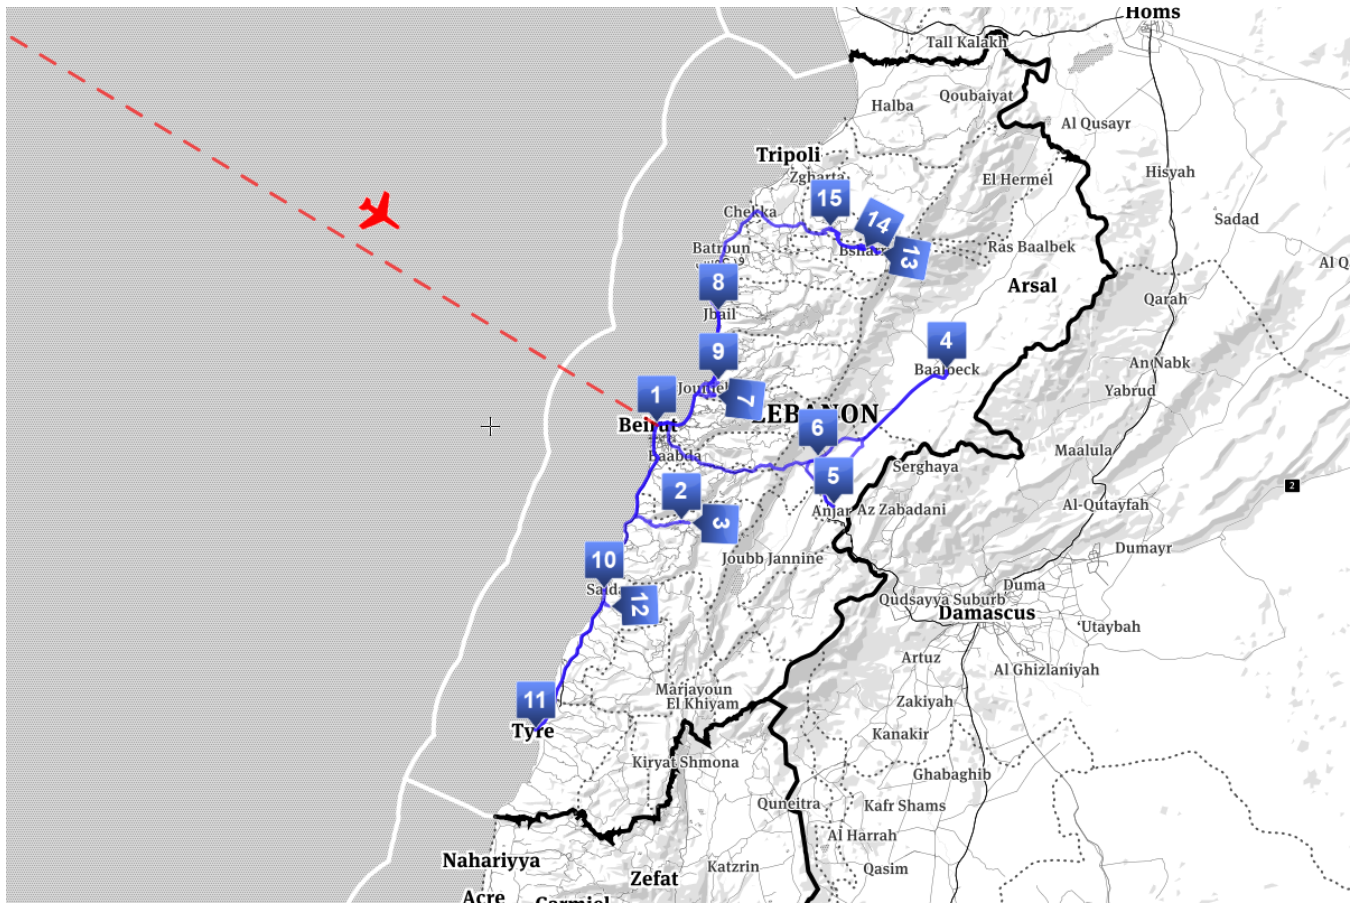 Homs
Tall Kalakh
Qoubaiyat
Halba
Al Qusayr
Tripoli
Zgharta
El Hermel
Hisyah
15
Chekka
14
Sadad
Batroun
13
Ras Baalbek
8
Arsal
Qarah
Jbail
4
9
An Nabk
Baalbeck
Yabrud
7
1
LEBANON
Beirut
6
Baabda
Maalula
Serghaya
5
2
2
Anjar
Az Zabadani
Al-Qutayfah
3
Dumayr
Joubb Jannine
10
Duma
Saida
Qudsayya Suburb
12
Damascus
'Utaybah
Artuz
Al Ghizlaniyah
Marjayoun
El Khiyam
11
Zakiyah
Tyre
Kanakir
Kiryat Shmona
Ghabaghib
Quneitra
Kafr Shams
Al Harrah
Nahariyya
Katzrin
Qasim
Zefat
Acre